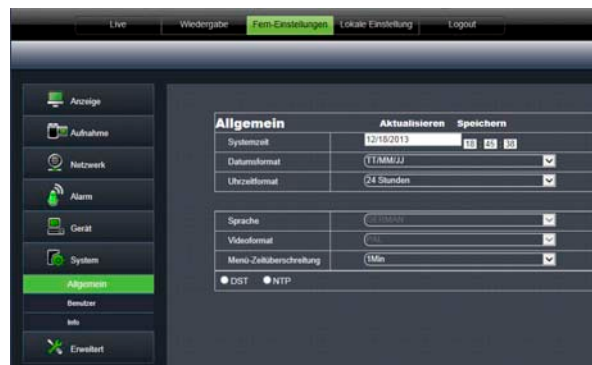 Live Wiedergabe Fern-Einstellungen Lokale Einstellung Logout
Anzeige
Aufnahme
Netzwerk
Alarm
Gerät
System
Allgemein
Benutzer
Info
Erweitert
Allgemein Aktualisieren Speichern
Systemzeit 12/18/2013 18 45 38
Datumsformat TT/MM/JJ
Uhrzeitformat 24 Stunden
Sprache GERMAN
Videoformat PAL
Menü-Zeitüberschreitung 1Min
DST NTP